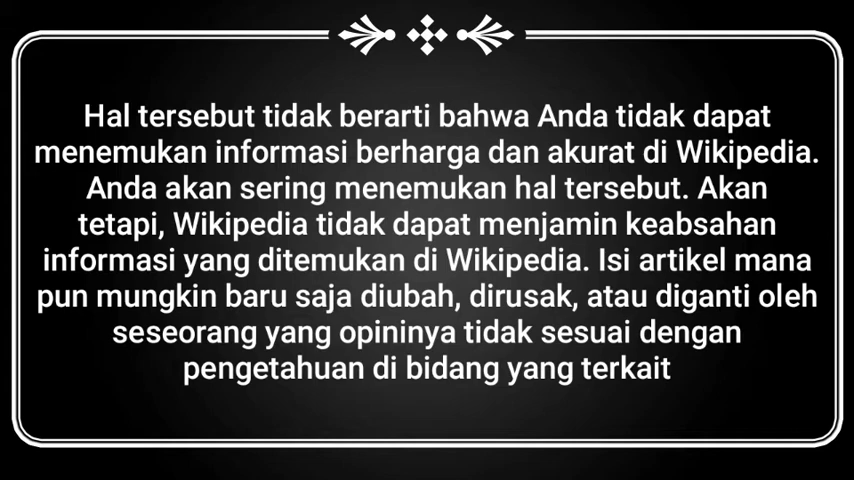 Hal tersebut tidak berarti bahwa Anda tidak dapat
menemukan informasi berharga dan akurat di Wikipedia.
Anda akan sering menemukan hal tersebut. Akan
tetapi, Wikipedia tidak dapat menjamin keabsahan
informasi yang ditemukan di Wikipedia. Isi artikel mana
pun mungkin baru saja diubah, dirusak, atau diganti oleh
seseorang yang opininya tidak sesuai dengan
pengetahuan di bidang yang terkait